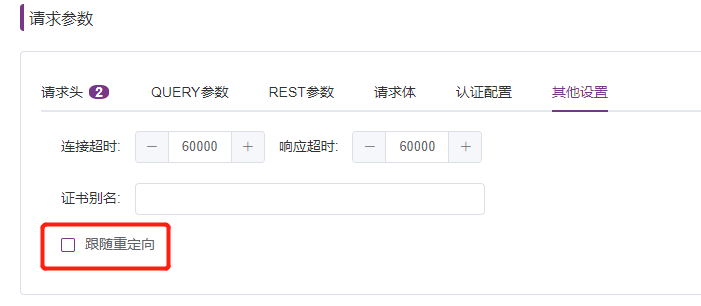 请求参数
请求头 2 QUERY参数 REST参数 请求体 认证配置 其他设置
连接超时: − 60000 + 响应超时: − 60000 +
证书别名:
跟随重定向